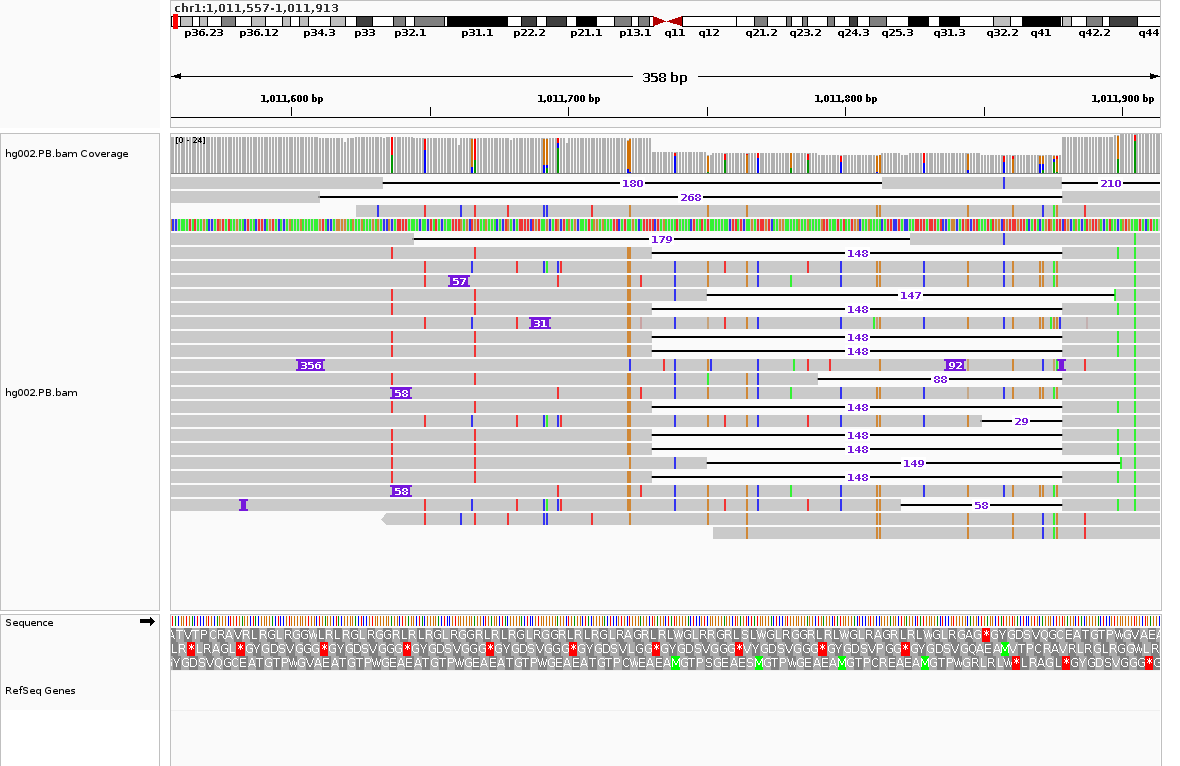 chr1:1,011,557-1,011,913
p36.23 p36.12 p34.3 p33 p32.1 p31.1 p22.2 p21.1 p13.1 q11 q12 q21.2 q23.2 q24.3 q25.3 q31.3 q32.2 q41 q42.2 q44
358 bp
1,011,600 bp 1,011,700 bp 1,011,800 bp 1,011,900 bp
hg002.PB.bam Coverage
[0 - 24]
180 210
268
179
148
57
147
148
31
148
148
356 92
88
hg002.PB.bam
58
148
29
148
148
149
148
58
58
Sequence
RefSeq Genes